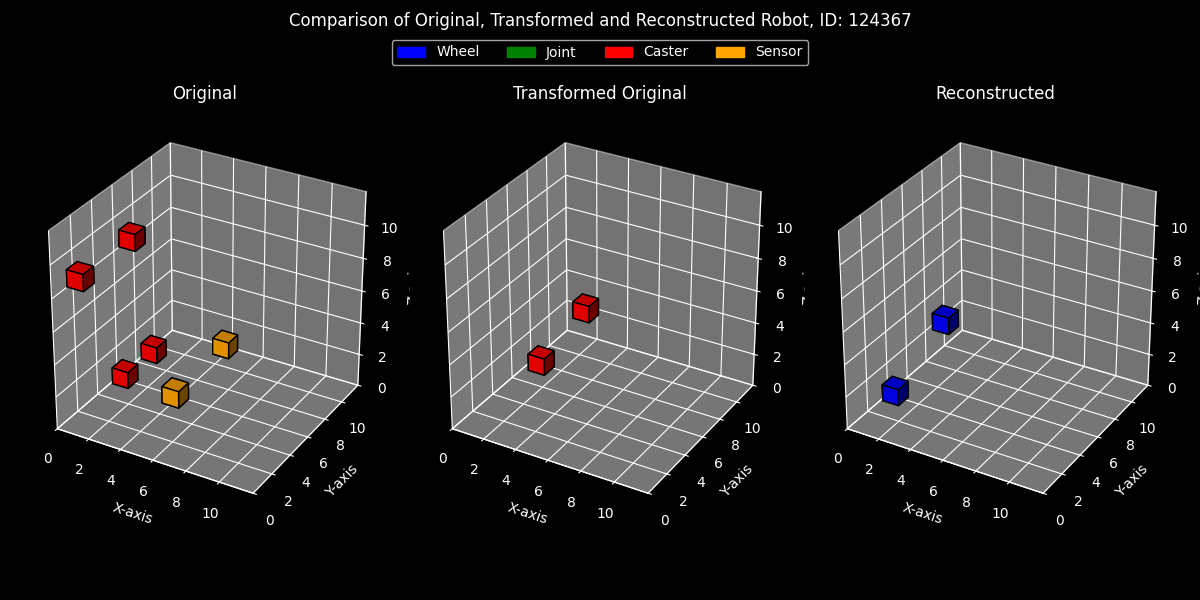 Comparison of Original, Transformed and Reconstructed Robot, ID: 124367
Wheel Joint Caster Sensor
Original Transformed Original Reconstructed
10 10 10
8 8 8
6 6 6
4 4 4
2 2 2
0 0 0
10 10 10
8 8 8
0 6 0 6 0 6
2 4 2 4 2 4
4 2 4 2 4 2
6 0 6 0 6 0
8 8 8
10 10 10
X-axis Y-axis X-axis Y-axis X-axis Y-axis